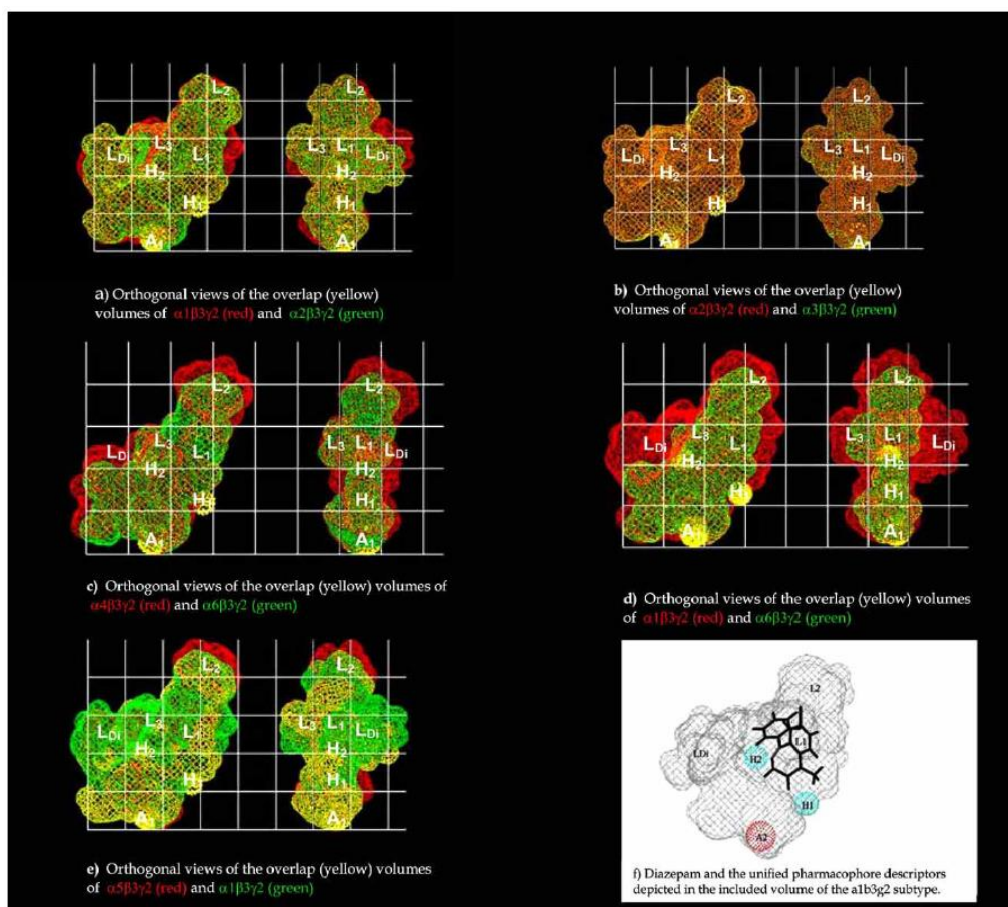 L2
L3
LDi
L1
H2
H1
A1
L2
L3
L1
LDi
H2
H1
A1
a) Orthogonal views of the overlap (yellow)
volumes of α1β3γ2 (red) and α2β3γ2 (green)
L2
L3
LDi
L1
H2
H1
A1
L2
L3
L1
LDi
H2
H1
A1
b) Orthogonal views of the overlap (yellow)
volumes of α2β3γ2 (red) and α3β3γ2 (green)
L2
L3
L1
H2
A1
L2
L3
L1
LDi
H2
H1
A1
c) Orthogonal views of the overlap (yellow) volumes of
α4β3γ2 (red) and α6β3γ2 (green)
L2
L3
LDi
L1
H2
L2
L3
L1
LDi
H2
H1
A1
d) Orthogonal views of the overlap (yellow) volumes
of α1β3γ2 (red) and α6β3γ2 (green)
L2
L3
LDi
L1
H2
H1
A1
L2
L3
L1
LDi
H2
H1
A1
e) Orthogonal views of the overlap (yellow) volumes
of α5β3γ2 (red) and α1β3γ2 (green)
L2
L1
LDi
H2
H1
A2
f) Diazepam and the unified pharmacophore descriptors
depicted in the included volume of the a1b3g2 subtype.